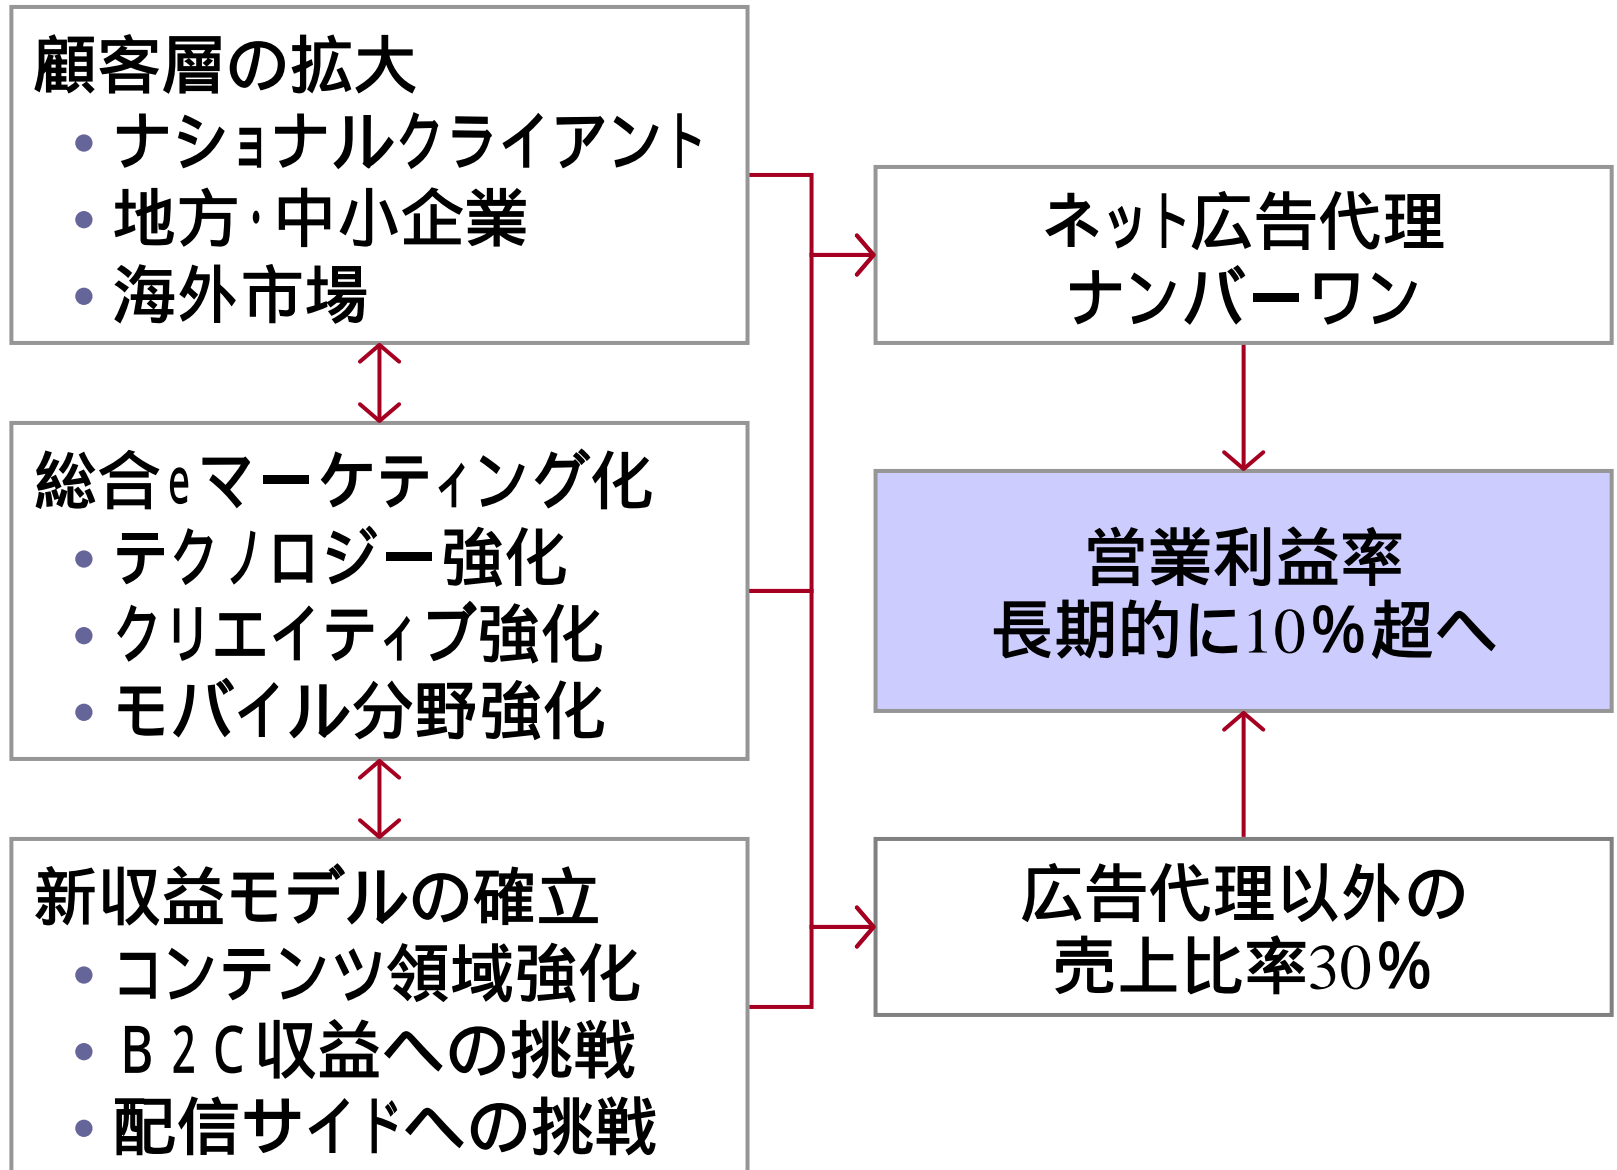 顧客層の拡大
• ナショナルクライアント
• 地方・中小企業
• 海外市場
総合eマーケティング化
• テクノロジー強化
• クリエイティブ強化
• モバイル分野強化
新収益モデルの確立
• コンテンツ領域強化
• B2C収益への挑戦
• 配信サイドへの挑戦
ネット広告代理
ナンバーワン
営業利益率
長期的に10%超へ
広告代理以外の
売上比率30%